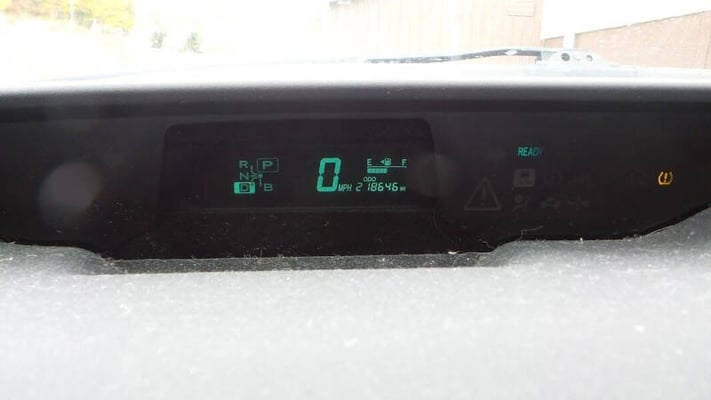 R P
N
D B
0 MPH
E F
ODO
218646
READY